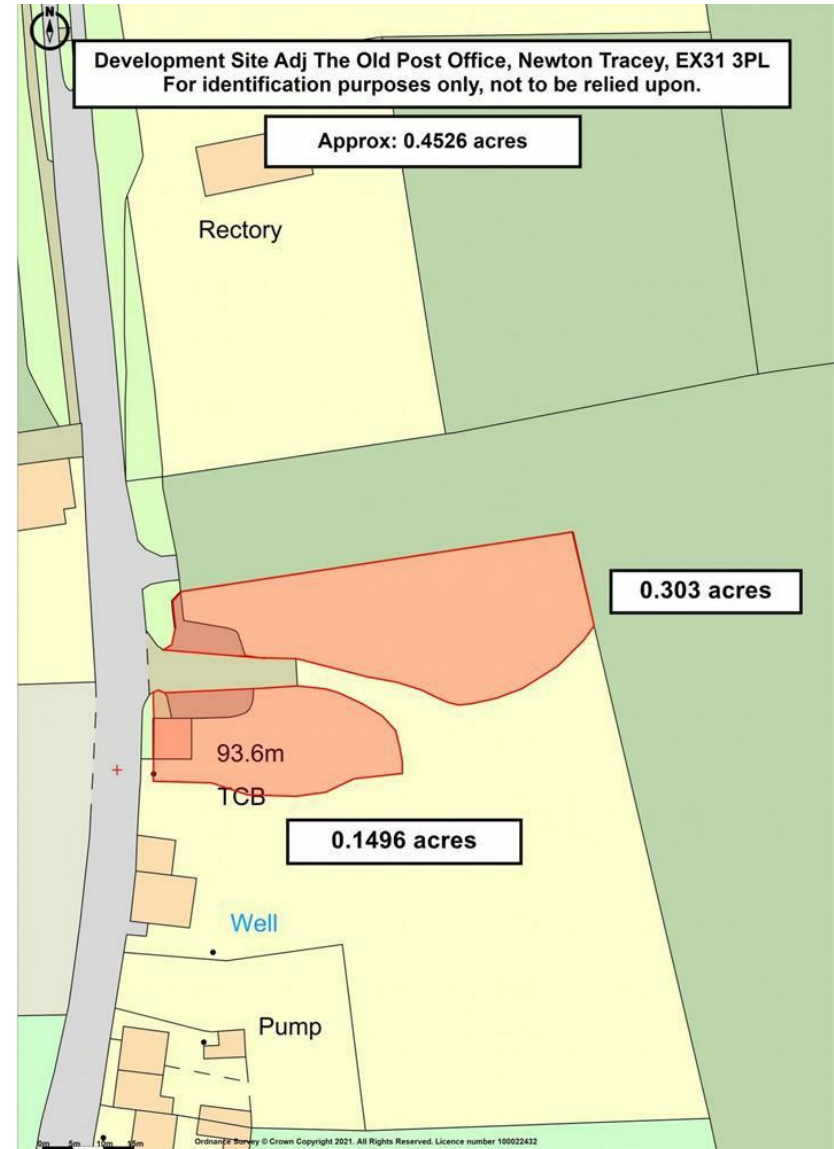 N
Development Site Adj The Old Post Office, Newton Tracey, EX31 3PL
For identification purposes only, not to be relied upon.
Approx: 0.4526 acres
Rectory
0.303 acres
93.6m
TCB
0.1496 acres
Well
Pump
0m 5m 10m 15m
Ordnance Survey © Crown Copyright 2021. All Rights Reserved. Licence number 100022432